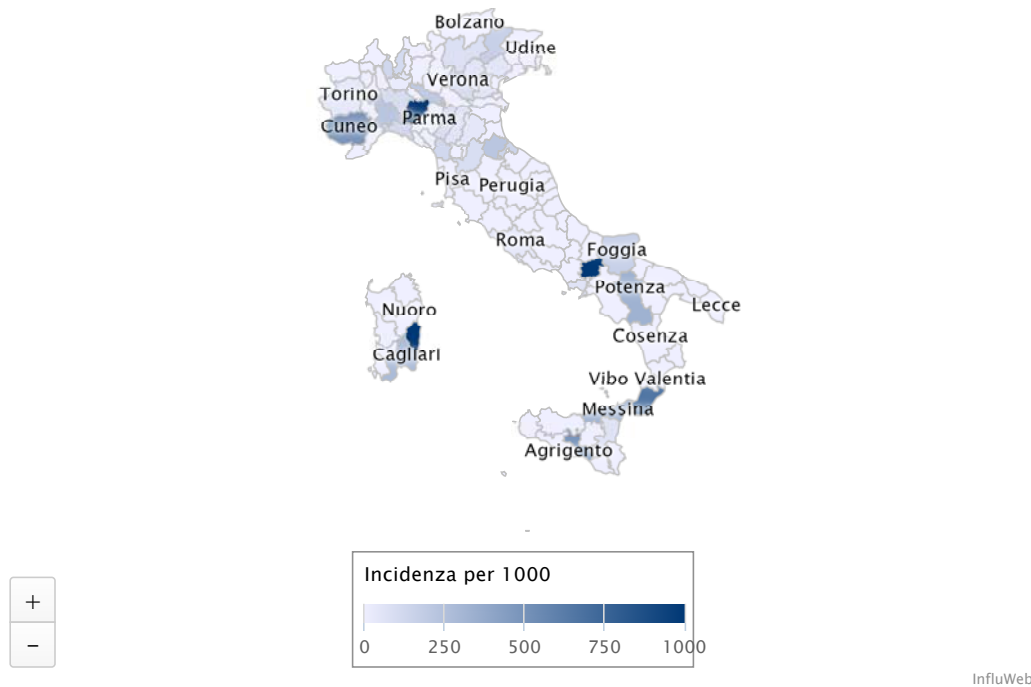 Bolzano
Udine
Verona
Torino
Parma
Cuneo
Pisa
Perugia
Roma
Foggia
Potenza
Lecce
Nuoro
Cosenza
Cagliari
Vibo Valentia
Messina
Agrigento
Incidenza per 1000
0 250 500 750 1000
+
−
InfluWeb